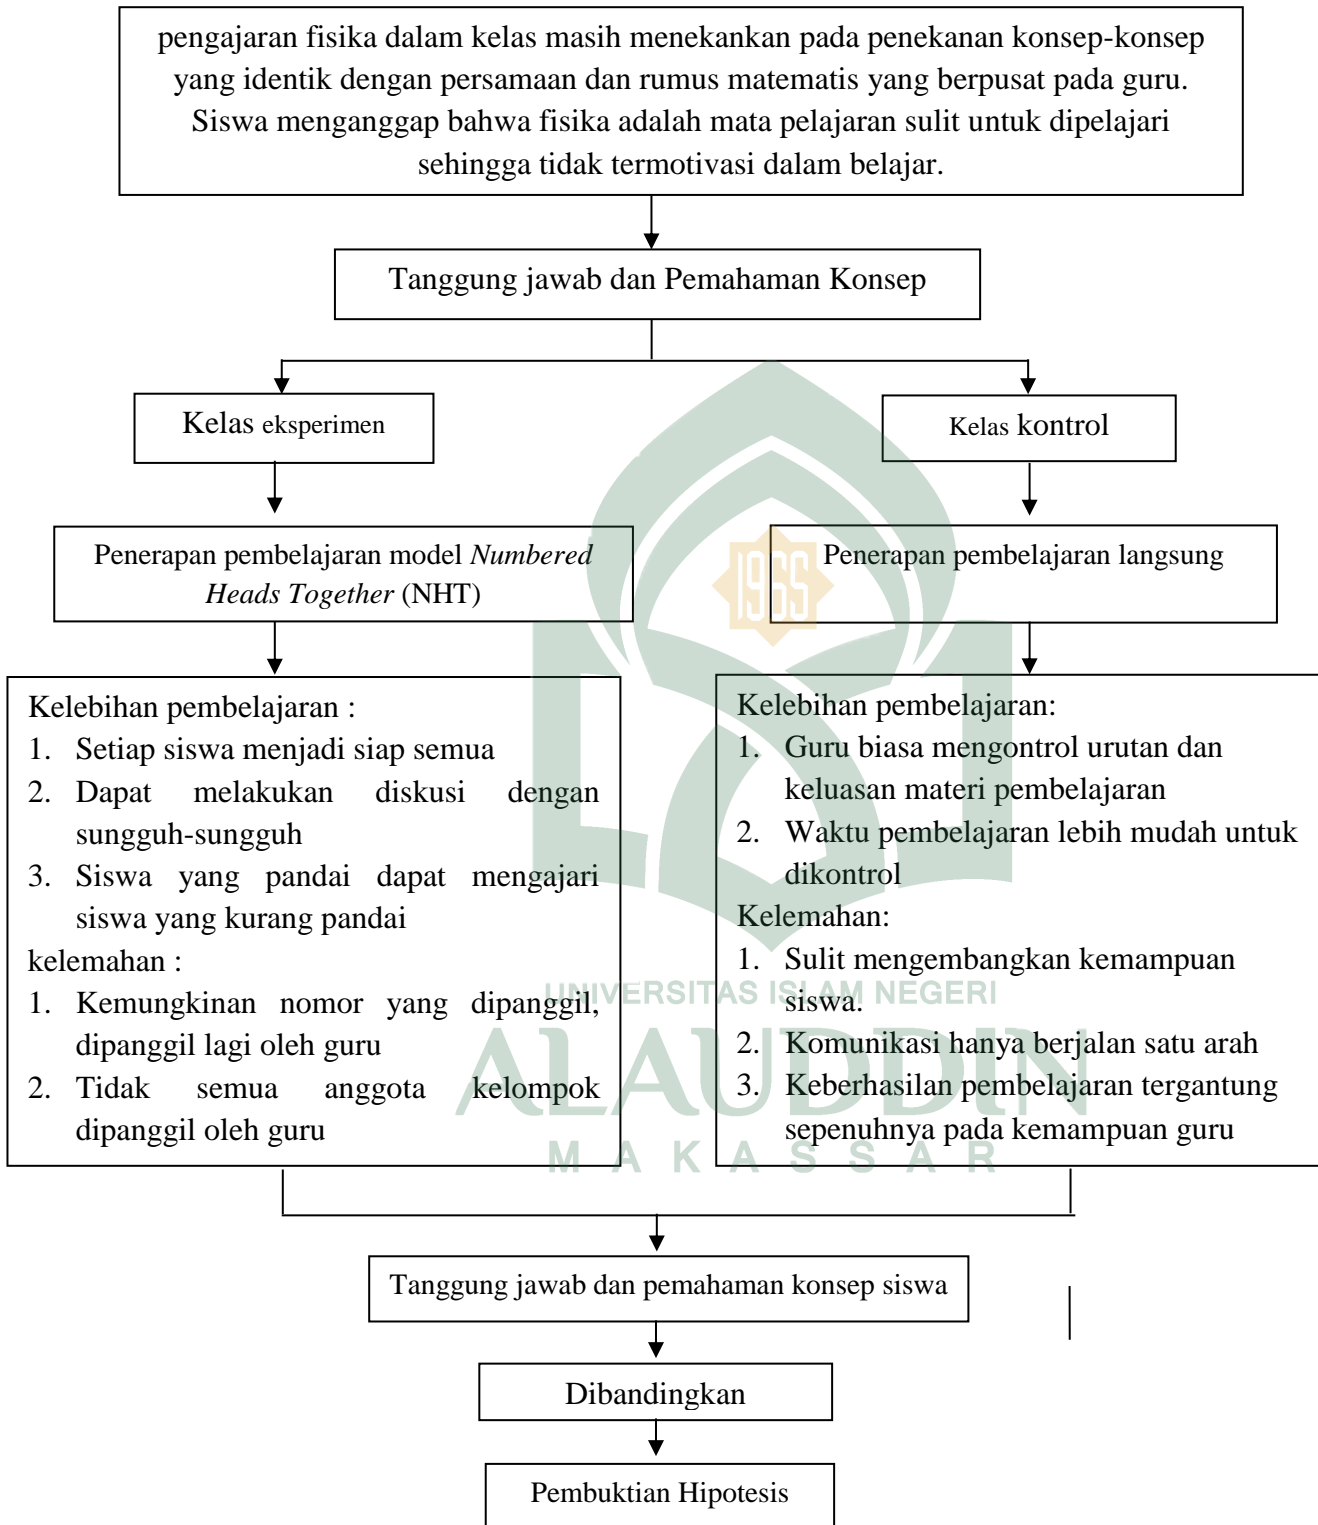 pengajaran fisika dalam kelas masih menekankan pada penekanan konsep-konsep
yang identik dengan persamaan dan rumus matematis yang berpusat pada guru.
Siswa menganggap bahwa fisika adalah mata pelajaran sulit untuk dipelajari
sehingga tidak termotivasi dalam belajar.
Tanggung jawab dan Pemahaman Konsep
Kelas eksperimen
Kelas kontrol
Penerapan pembelajaran model Numbered
Heads Together (NHT)
Penerapan pembelajaran langsung
1965
Kelebihan pembelajaran :
1. Setiap siswa menjadi siap semua
2. Dapat melakukan diskusi dengan
sungguh-sungguh
3. Siswa yang pandai dapat mengajari
siswa yang kurang pandai
kelemahan :
1. Kemungkinan nomor yang dipanggil,
dipanggil lagi oleh guru
2. Tidak semua anggota kelompok
dipanggil oleh guru
Kelebihan pembelajaran:
1. Guru biasa mengontrol urutan dan
keluasan materi pembelajaran
2. Waktu pembelajaran lebih mudah untuk
dikontrol
Kelemahan:
1. Sulit mengembangkan kemampuan
siswa.
2. Komunikasi hanya berjalan satu arah
3. Keberhasilan pembelajaran tergantung
sepenuhnya pada kemampuan guru
UNIVERSITAS ISLAM NEGERI
ALAUDDIN
MAKASSAR
Tanggung jawab dan pemahaman konsep siswa
Dibandingkan
Pembuktian Hipotesis